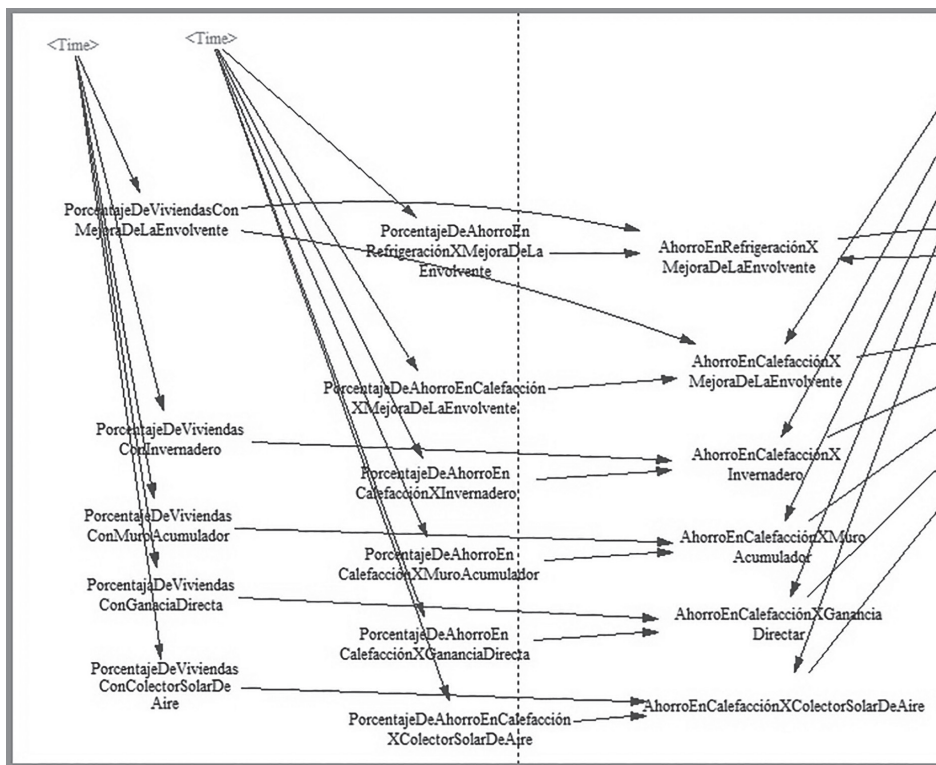 <Time>
<Time>
PorcentajeDeViviendasCon
MejoraDeLaEnvolvente
PorcentajeDeAhorroEn
RefrigeraciónXMejoraDeLa
Envolvente
AhorroEnRefrigeraciónX
MejoraDeLaEnvolvente
AhorroEnCalefacciónX
MejoraDeLaEnvolvente
PorcentajeDeAhorroEnCalefacción
XMejoraDeLaEnvolvente
PorcentajeDeViviendas
ConInvernadero
AhorroEnCalefacciónX
Invernadero
PorcentajeDeAhorroEn
CalefacciónXInvernadero
PorcentajeDeViviendas
ConMuroAcumulador
AhorroEnCalefacciónXMuro
Acumulador
PorcentajeDeAhorroEn
CalefacciónXMuroAcumulador
PorcentajeDeViviendas
ConGanaciaDirecta
AhorroEnCalefacciónXGanancia
Directar
PorcentajeDeAhorroEn
CalefacciónXGananciaDirecta
PorcentajeDeViviendas
ConColectorSolarDe
Aire
AhorroEnCalefacciónXColectorSolarDeAire
PorcentajeDeAhorroEnCalefacción
XColectorSolarDeAire